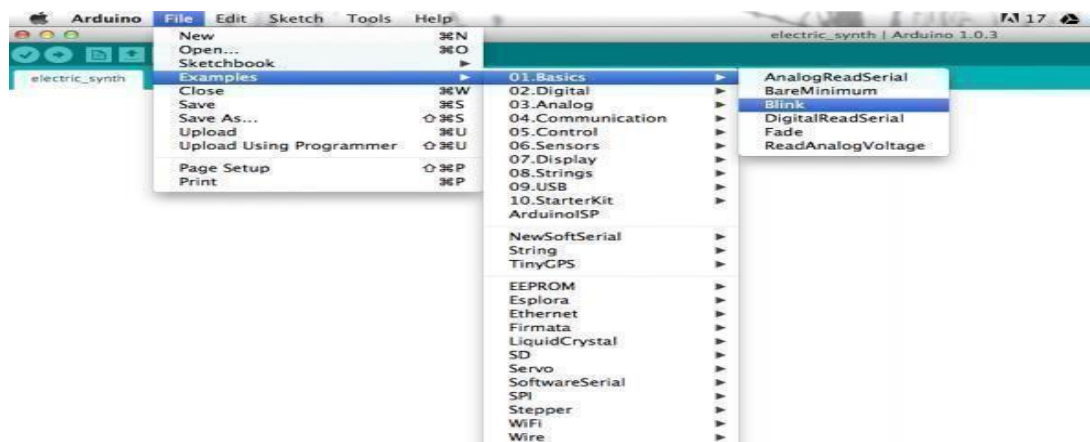 Arduino File Edit Sketch Tools Help 17
electric_synth | Arduino 1.0.3
electric_synth
New ⌘N
Open... ⌘O
Sketchbook
Examples
Close ⌘W
Save ⌘S
Save As... ⇧⌘S
Upload ⌘U
Upload Using Programmer ⇧⌘U
Page Setup ⇧⌘P
Print ⌘P
01.Basics
02.Digital
03.Analog
04.Communication
05.Control
06.Sensors
07.Display
08.Strings
09.USB
10.StarterKit
ArduinoISP
NewSoftSerial
String
TinyGPS
EEPROM
Esplora
Ethernet
Firmata
LiquidCrystal
SD
Servo
SoftwareSerial
SPI
Stepper
WiFi
Wire
AnalogReadSerial
BareMinimum
Blink
DigitalReadSerial
Fade
ReadAnalogVoltage